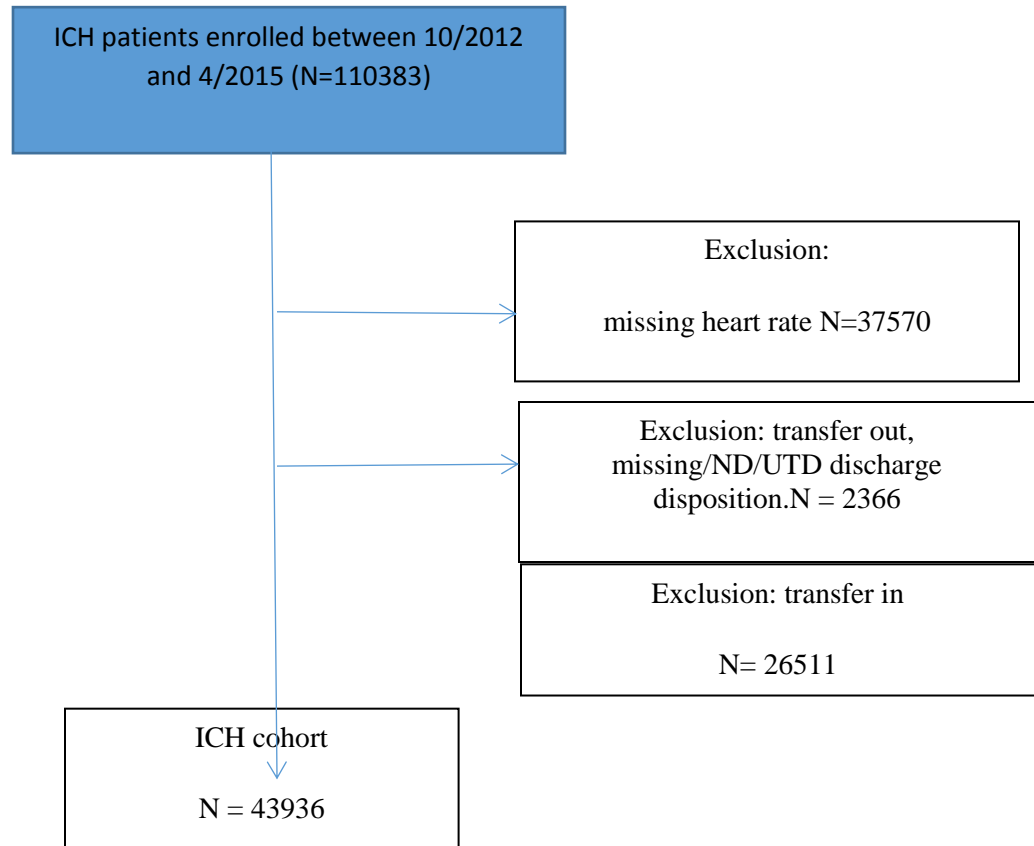 ICH patients enrolled between 10/2012
and 4/2015 (N=110383)
Exclusion:
missing heart rate N=37570
Exclusion: transfer out,
missing/ND/UTD discharge
disposition.N = 2366
Exclusion: transfer in
N= 26511
ICH cohort
N = 43936